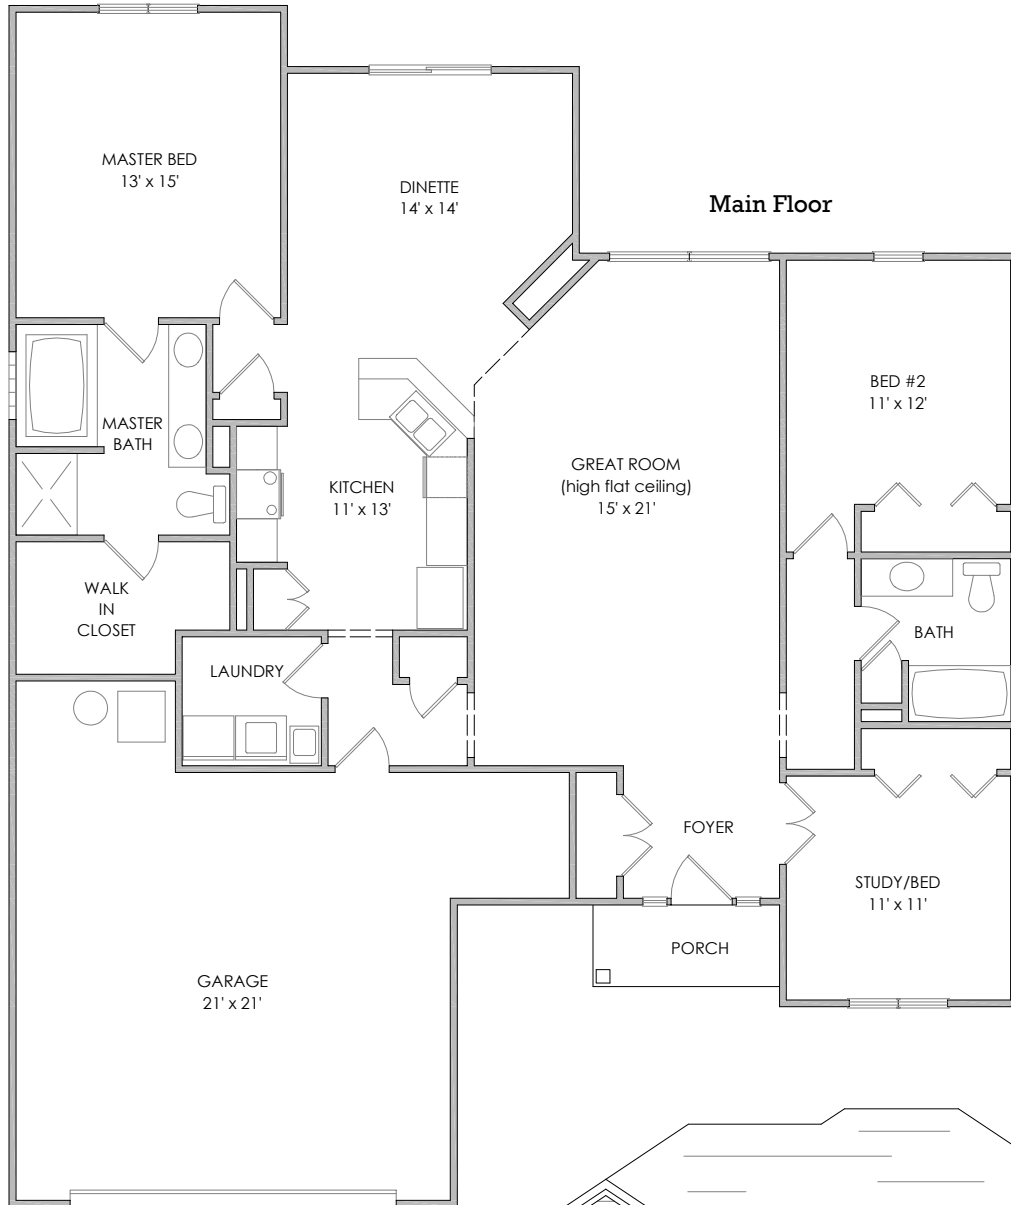 MASTER BED
13' x 15'
DINETTE
14' x 14'
Main Floor
BED #2
11' x 12'
MASTER
BATH
GREAT ROOM
(high flat ceiling)
15' x 21'
KITCHEN
11' x 13'
WALK
IN
CLOSET
BATH
LAUNDRY
FOYER
STUDY/BED
11' x 11'
PORCH
GARAGE
21' x 21'